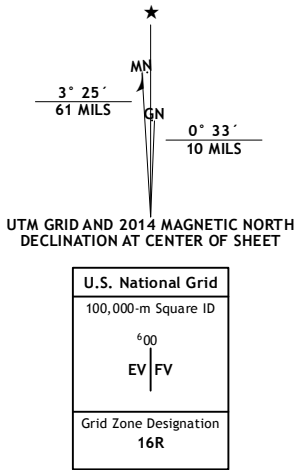 ★
MN
3° 25´
61 MILS
GN
0° 33´
10 MILS
UTM GRID AND 2014 MAGNETIC NORTH
DECLINATION AT CENTER OF SHEET
U.S. National Grid
100,000-m Square ID
⁶00
EV FV
Grid Zone Designation
16R